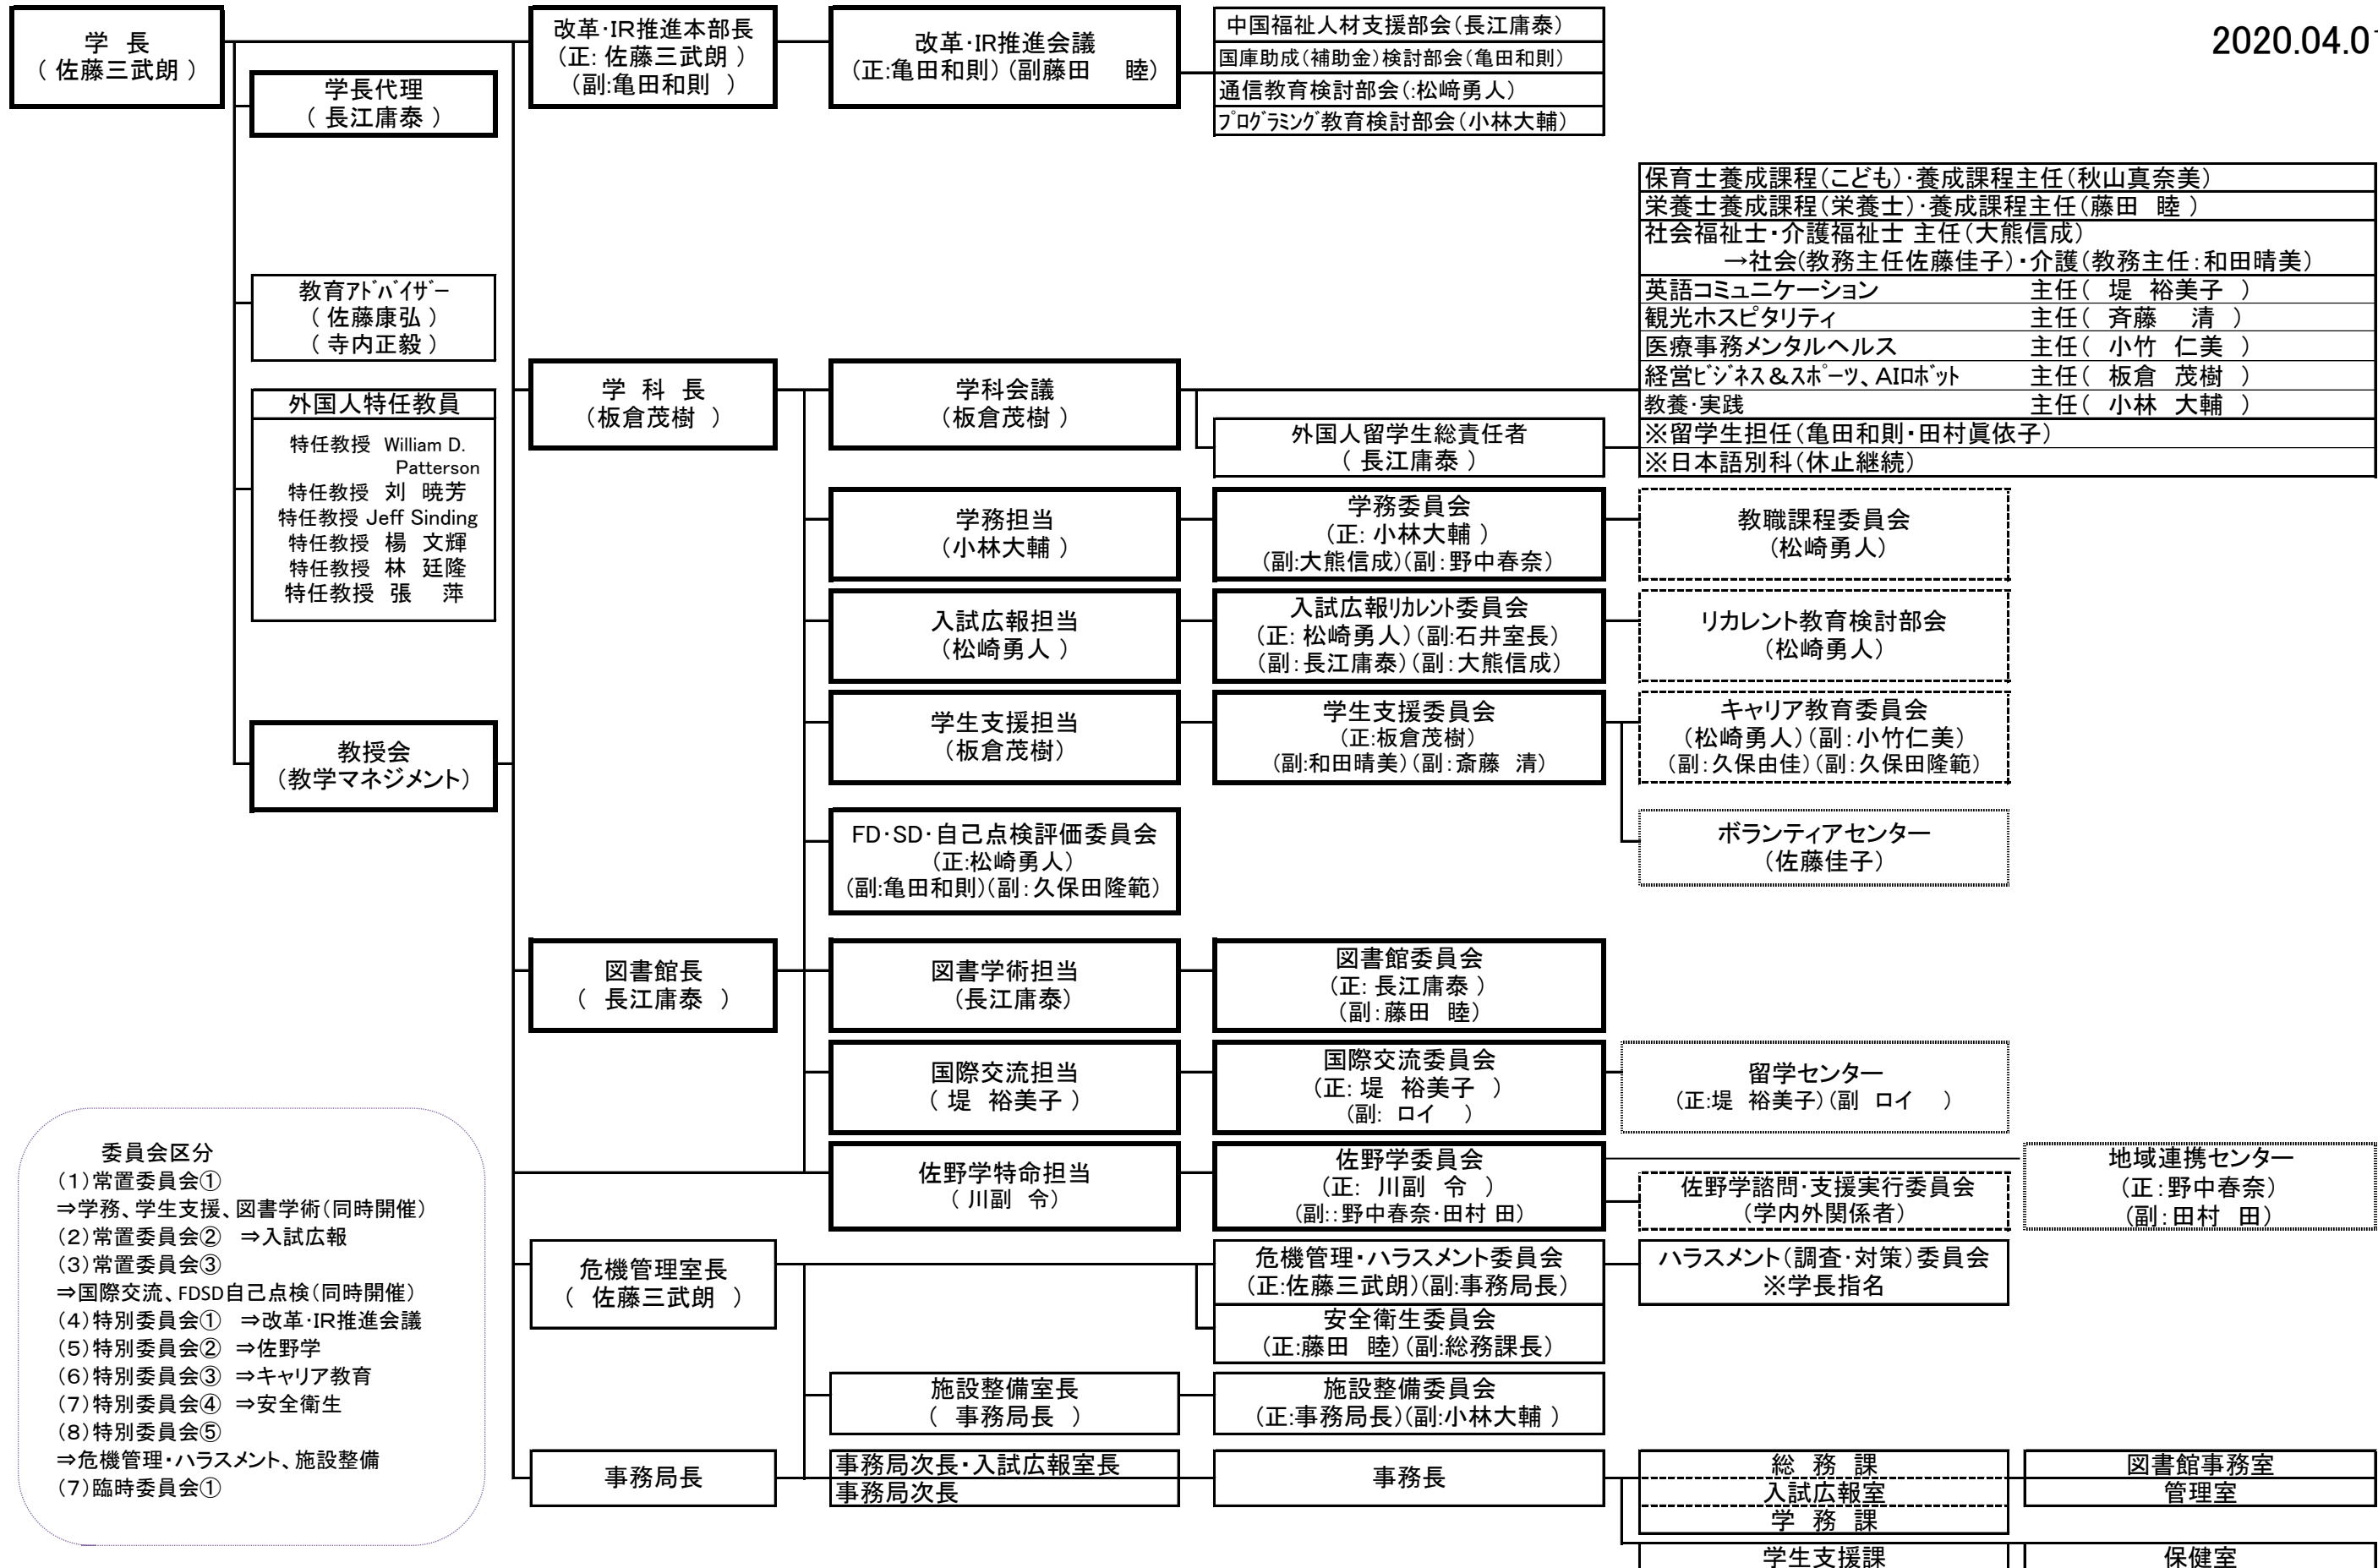 2020.04.0
学 長
( 佐藤三武朗 )
学長代理
( 長江庸泰 )
教育ｱﾄﾞﾊﾞｲｻﾞｰ
( 佐藤康弘 )
( 寺内正毅 )
外国人特任教員
特任教授 William D.
Patterson
特任教授 刘 暁芳
特任教授 Jeff Sinding
特任教授 楊 文輝
特任教授 林 廷隆
特任教授 張 萍
教授会
(教学マネジメント)
改革･IR推進本部長
(正: 佐藤三武朗 )
(副:亀田和則 )
改革･IR推進会議
(正:亀田和則)(副藤田 睦)
中国福祉人材支援部会(長江庸泰)
国庫助成(補助金)検討部会(亀田和則)
通信教育検討部会(:松﨑勇人)
ﾌﾟﾛｸﾞﾗﾐﾝｸﾞ教育検討部会(小林大輔)
学 科 長
(板倉茂樹 )
学科会議
(板倉茂樹 )
保育士養成課程(こども)･養成課程主任(秋山真奈美)
栄養士養成課程(栄養士)･養成課程主任(藤田 睦 )
社会福祉士・介護福祉士 主任(大熊信成)
→社会(教務主任佐藤佳子)・介護(教務主任:和田晴美)
英語コミュニケーション 主任( 堤 裕美子 )
観光ホスピタリティ 主任( 斉藤 清 )
医療事務メンタルヘルス 主任( 小竹 仁美 )
経営ﾋﾞｼﾞﾈｽ＆ｽﾎﾟｰﾂ、AIﾛﾎﾞｯﾄ 主任( 板倉 茂樹 )
教養･実践 主任( 小林 大輔 )
※留学生担任(亀田和則・田村眞依子)
※日本語別科(休止継続)
外国人留学生総責任者
( 長江庸泰 )
学務担当
(小林大輔 )
学務委員会
(正: 小林大輔 )
(副:大熊信成)(副:野中春奈)
教職課程委員会
(松崎勇人)
入試広報担当
(松崎勇人 )
入試広報ﾘｶﾚﾝﾄ委員会
(正: 松崎勇人)(副:石井室長)
(副:長江庸泰)(副:大熊信成)
リカレント教育検討部会
(松崎勇人)
学生支援担当
(板倉茂樹)
学生支援委員会
(正:板倉茂樹)
(副:和田晴美)(副:斎藤 清)
キャリア教育委員会
(松崎勇人)(副:小竹仁美)
(副:久保由佳)(副:久保田隆範)
ボランティアセンター
(佐藤佳子)
FD･SD･自己点検評価委員会
(正:松崎勇人)
(副:亀田和則)(副:久保田隆範)
図書館長
( 長江庸泰 )
図書学術担当
(長江庸泰)
図書館委員会
(正: 長江庸泰 )
(副:藤田 睦)
国際交流担当
( 堤 裕美子 )
国際交流委員会
(正: 堤 裕美子 )
(副: ロイ )
留学センター
(正:堤 裕美子)(副 ロイ )
佐野学特命担当
( 川副 令)
佐野学委員会
(正: 川副 令 )
(副::野中春奈･田村 田)
佐野学諮問･支援実行委員会
(学内外関係者)
地域連携センター
(正:野中春奈)
(副:田村 田)
危機管理室長
( 佐藤三武朗 )
危機管理・ハラスメント委員会
(正:佐藤三武朗)(副:事務局長)
ハラスメント(調査･対策)委員会
※学長指名
安全衛生委員会
(正:藤田 睦)(副:総務課長)
施設整備室長
( 事務局長 )
施設整備委員会
(正:事務局長)(副:小林大輔 )
事務局長
事務局次長・入試広報室長
事務局次長
事務長
総 務 課
入試広報室
学 務 課
学生支援課
図書館事務室
管理室
保健室
委員会区分
(1)常置委員会①
⇒学務、学生支援、図書学術(同時開催)
(2)常置委員会② ⇒入試広報
(3)常置委員会③
⇒国際交流、FDSD自己点検(同時開催)
(4)特別委員会① ⇒改革･IR推進会議
(5)特別委員会② ⇒佐野学
(6)特別委員会③ ⇒キャリア教育
(7)特別委員会④ ⇒安全衛生
(8)特別委員会⑤
⇒危機管理・ハラスメント、施設整備
(7)臨時委員会①